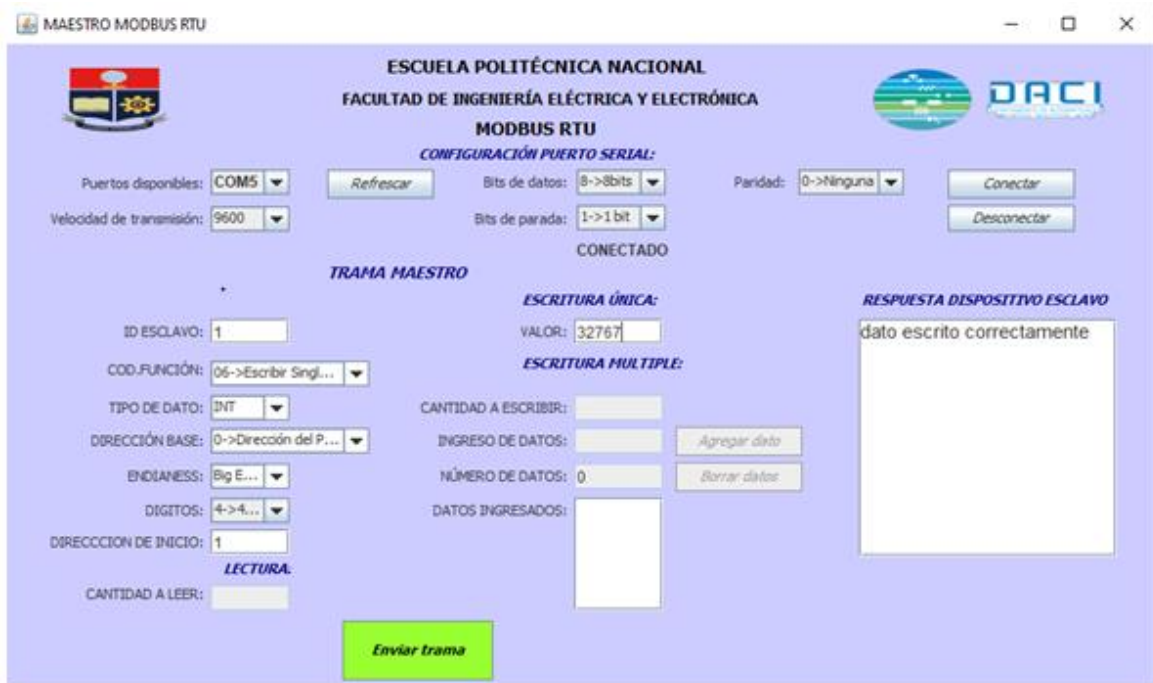 MAESTRO MODBUS RTU
ESCUELA POLITÉCNICA NACIONAL
FACULTAD DE INGENIERÍA ELÉCTRICA Y ELECTRÓNICA
MODBUS RTU
DACI
CONFIGURACIÓN PUERTO SERIAL:
Puertos disponibles: COM5 Refrescar Bits de datos: 8->8bits Paridad: 0->Ninguna Conectar
Velocidad de transmisión: 9600 Bits de parada: 1->1 bit Desconectar
CONECTADO
TRAMA MAESTRO
ESCRITURA ÚNICA: RESPUESTA DISPOSITIVO ESCLAVO
ID ESCLAVO: 1 VALOR: 32767 dato escrito correctamente
COD.FUNCIÓN: 06->Escribir Singl... ESCRITURA MULTIPLE:
TIPO DE DATO: INT CANTIDAD A ESCRIBIR:
DIRECCIÓN BASE: 0->Dirección del P... INGRESO DE DATOS: Agregar dato
ENDIANESS: Big E... NÚMERO DE DATOS: 0 Borrar datos
DIGITOS: 4->4... DATOS INGRESADOS:
DIRECCCION DE INICIO: 1
LECTURA:
CANTIDAD A LEER:
Enviar trama